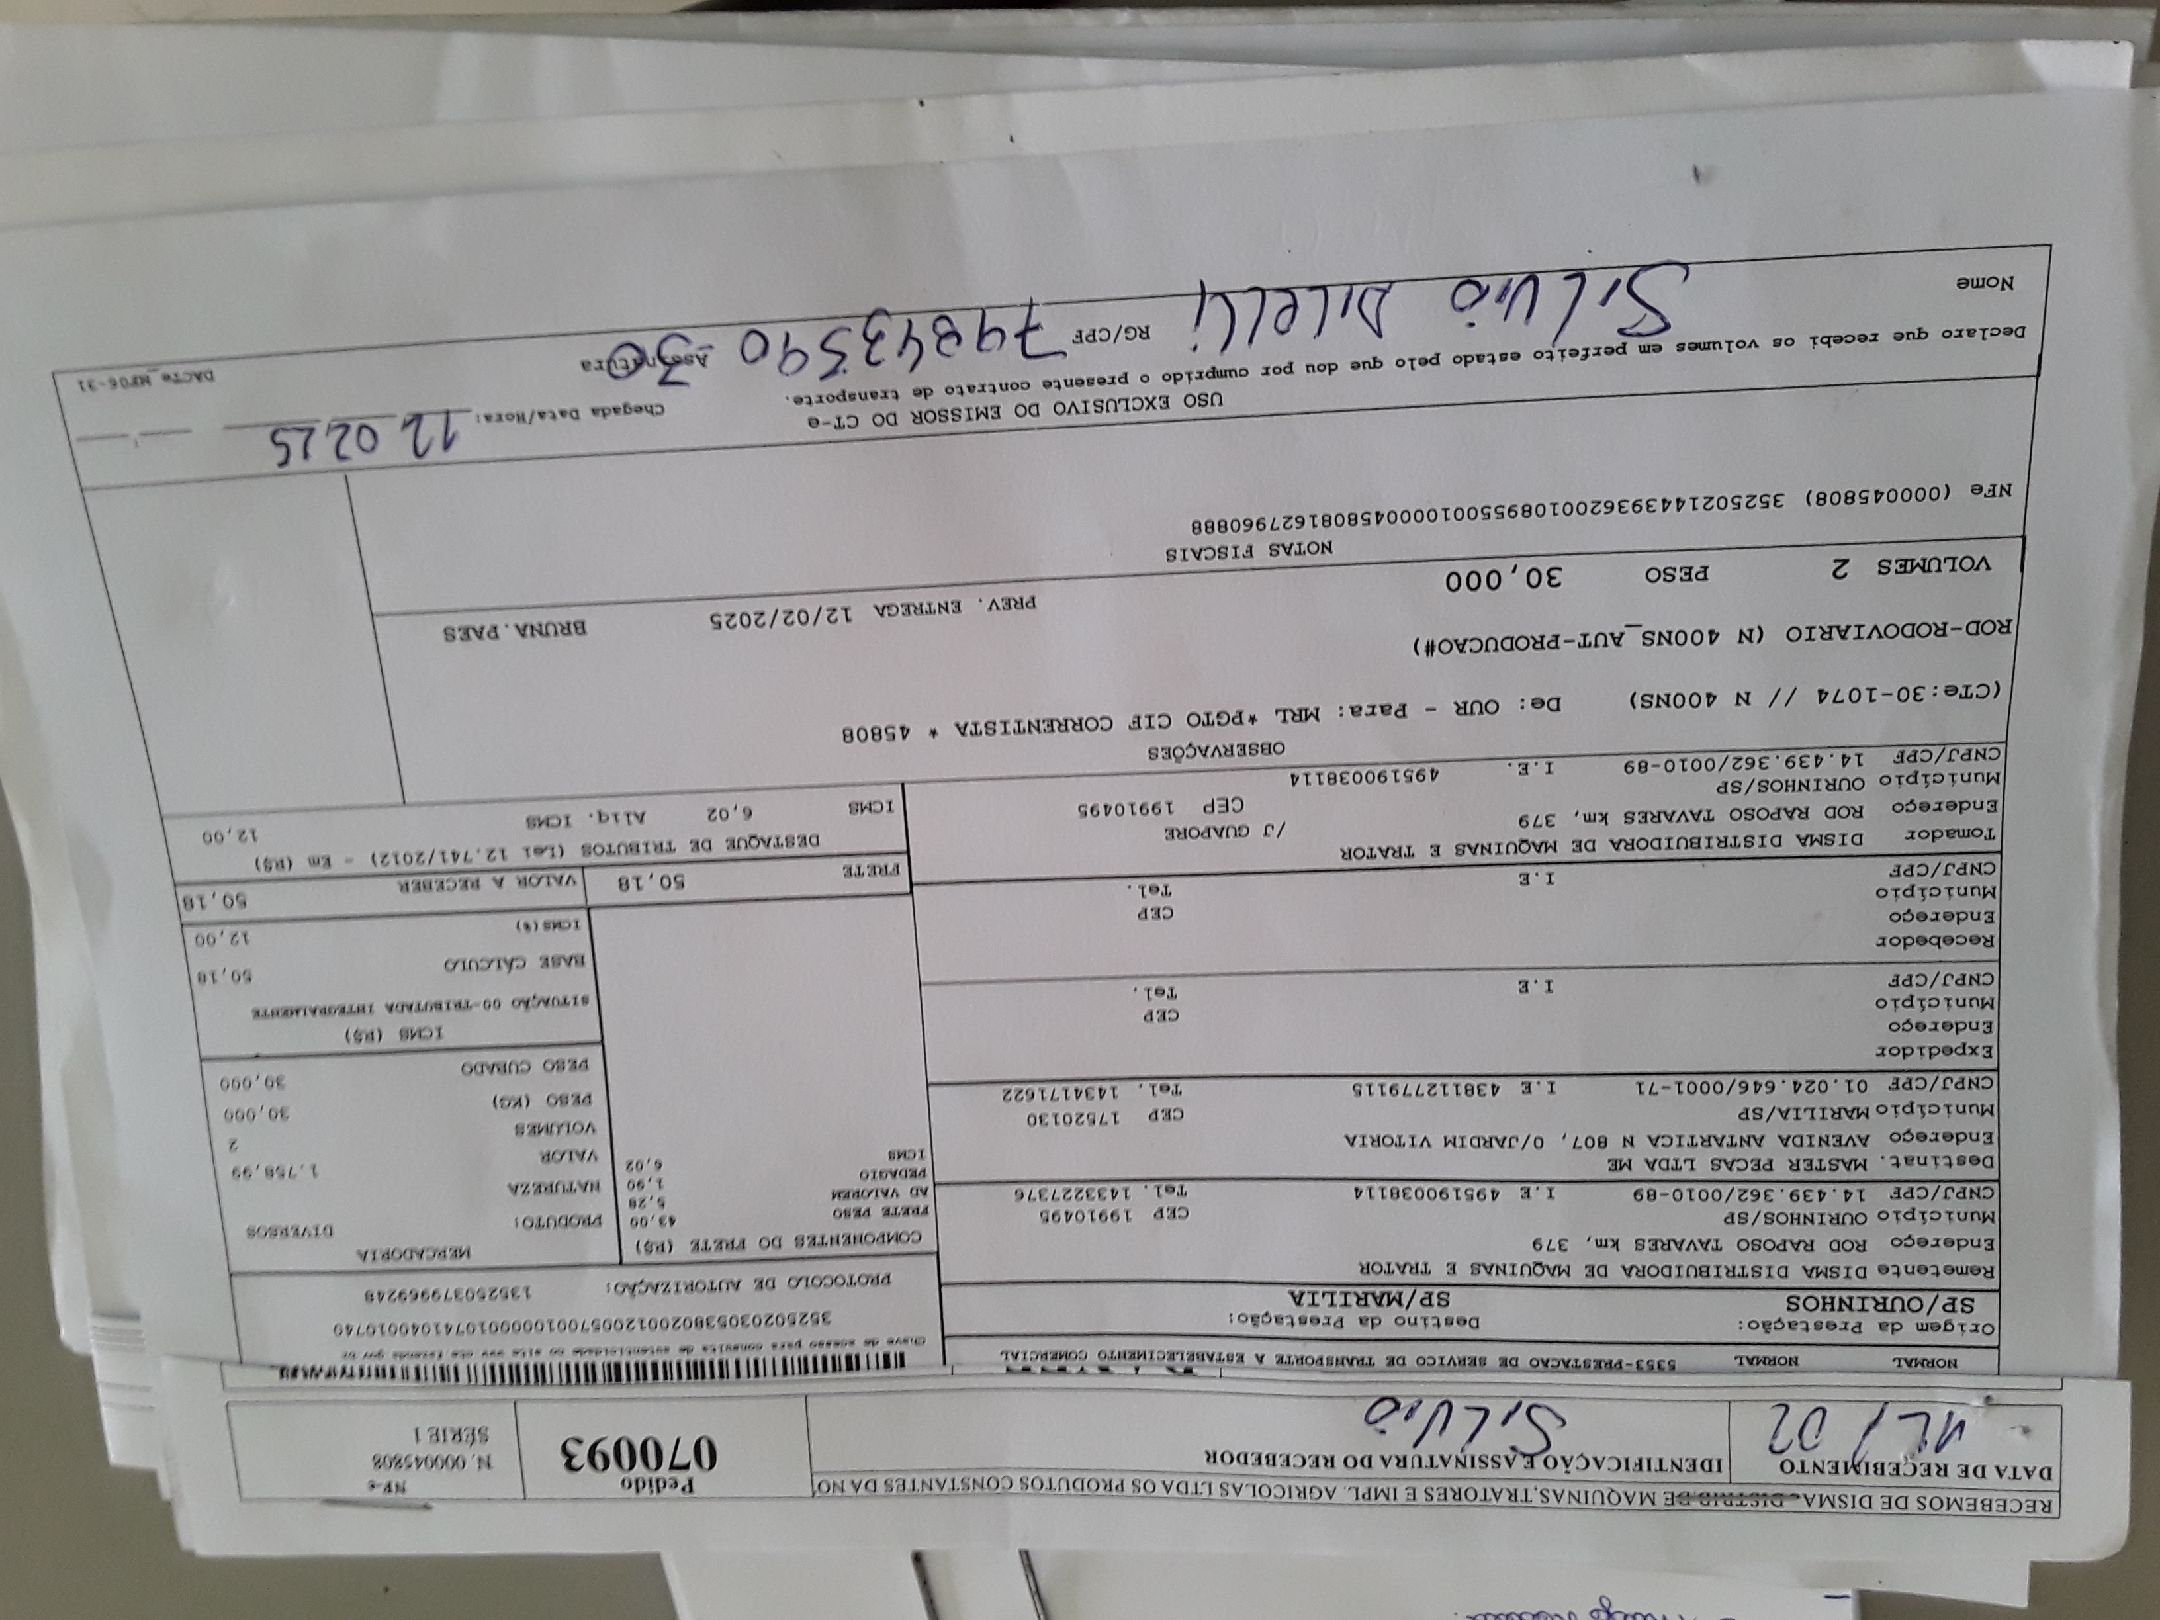 RECEBEMOS DE DISMA-DISTRIB DE MAQUINAS,TRATORES E IMPL. AGRICOLAS LTDA OS PRODUTOS CONSTANTES DA NO
DATA DE RECEBIMENTO
12/02
IDENTIFICAÇÃO E ASSINATURA DO RECEBEDOR
SILVIO
Pedido
070093
NF-e
N. 000045808
SÉRIE 1
NORMAL NORMAL 5353-PRESTACAO DE SERVICO DE TRANSPORTE A ESTABELECIMENTO COMERCIAL
Origem da Prestação: Destino da Prestação:
SP/OURINHOS SP/MARILIA
Chave de acesso para consulta de autenticidade no site
35250203053802001200570010000010741040010740
PROTOCOLO DE AUTORIZAÇÃO: 135250379969248
Remetente DISMA DISTRIBUIDORA DE MAQUINAS E TRATOR
Endereço ROD RAPOSO TAVARES km, 379
Município OURINHOS/SP CEP 19910495
CNPJ/CPF 14.439.362/0010-89 I.E 495190038114 Tel. 1433227376
Destinat. MASTER PECAS LTDA ME
Endereço AVENIDA ANTARTICA N 807, 0/JARDIM VITORIA
Município MARILIA/SP CEP 17520130
CNPJ/CPF 01.024.646/0001-71 I.E 438112779115 Tel. 1434171622
Expedidor
Endereço
Município CEP
CNPJ/CPF I.E Tel.
Recebedor
Endereço
Município CEP
CNPJ/CPF I.E Tel.
Tomador DISMA DISTRIBUIDORA DE MAQUINAS E TRATOR
Endereço ROD RAPOSO TAVARES km, 379 /J GUAPORE
Município OURINHOS/SP CEP 19910495
CNPJ/CPF 14.439.362/0010-89 I.E. 495190038114
COMPONENTES DO FRETE (R$)
FRETE PESO 43,00
AD VALOREM 5,28
PEDAGIO 1,90
ICMS 6,02
MERCADORIA
PRODUTO: DIVERSOS
NATUREZA
VALOR 1.758,99
VOLUMES 2
PESO (KG) 30,000
PESO CUBADO 30,000
ICMS (R$)
SITUAÇÃO 00-TRIBUTADA INTEGRALMENTE
BASE CÁLCULO 50,18
ICMS(%) 12,00
FRETE 50,18 VALOR A RECEBER 50,18
DESTAQUE DE TRIBUTOS (Lei 12.741/2012) - Em (R$)
ICMS 6,02 Aliq. ICMS 12,00
OBSERVAÇÕES
(CTe:30-1074 // N 400NS) De: OUR - Para: MRL *PGTO CIF CORRENTISTA * 45808
ROD-RODOVIARIO (N 400NS_AUT-PRODUCAO#)
PREV. ENTREGA 12/02/2025 BRUNA.PAES
VOLUMES 2 PESO 30,000
NOTAS FISCAIS
NFe (000045808) 35250214439362001089550010000458081627960888
USO EXCLUSIVO DO EMISSOR DO CT-e
Declaro que recebi os volumes em perfeito estado pelo que dou por cumprido o presente contrato de transporte.
Chegada Data/Hora: 12 02 25
Nome SILVIO RG/CPF 79843590-30 Assinatura
DACTe_MF06-31